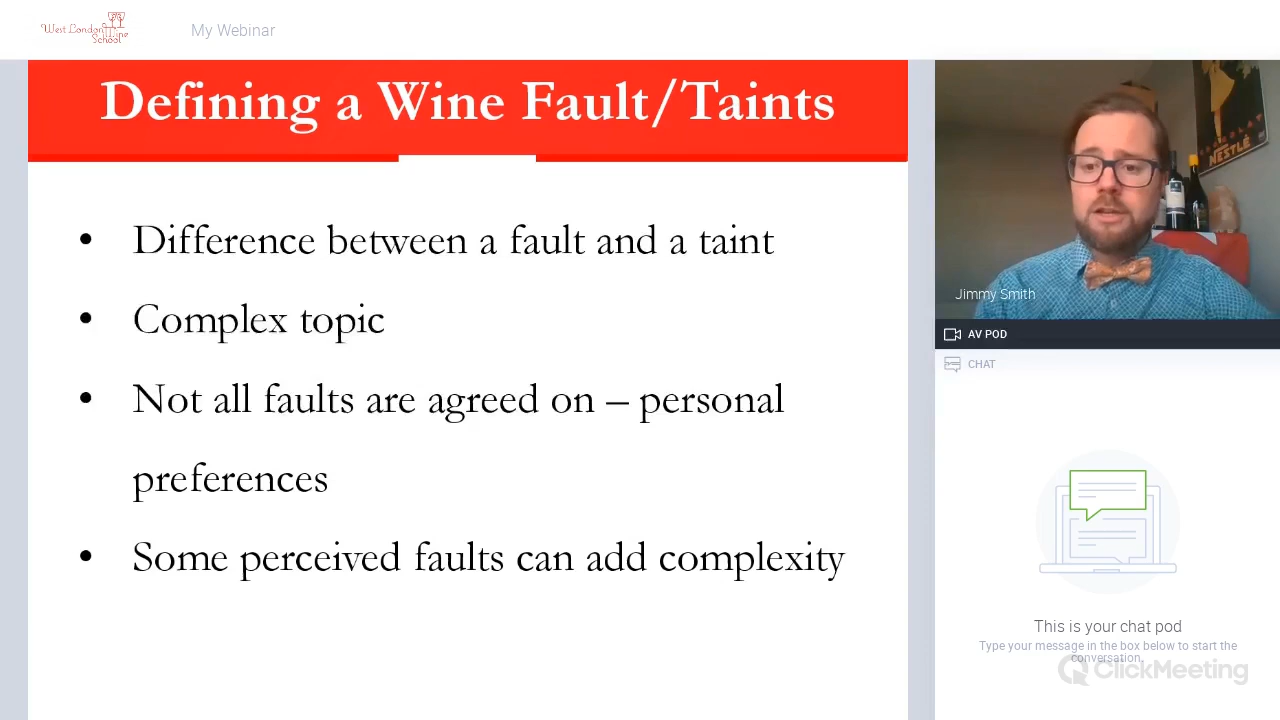 West London Wine School
My Webinar
Defining a Wine Fault/Taints
• Difference between a fault and a taint
• Complex topic
• Not all faults are agreed on – personal
preferences
• Some perceived faults can add complexity
NESTLÉ
Jimmy Smith
AV POD
CHAT
This is your chat pod
Type your message in the box below to start the
conversation.
ClickMeeting